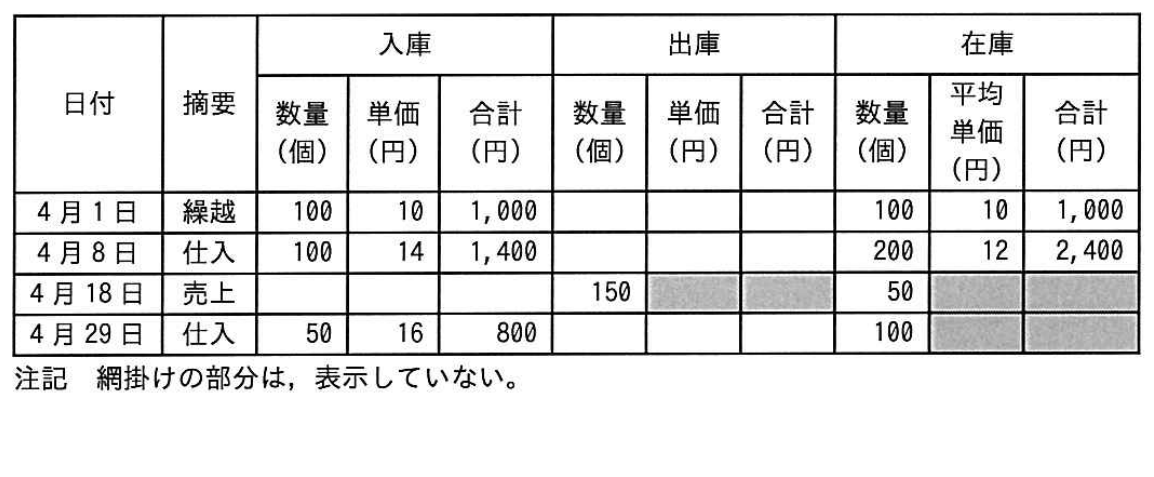 入庫 出庫 在庫
日付 摘要 数量（個） 単価（円） 合計（円） 数量（個） 単価（円） 合計（円） 数量（個） 平均単価（円） 合計（円）
4月1日 繰越 100 10 1,000 100 10 1,000
4月8日 仕入 100 14 1,400 200 12 2,400
4月18日 売上 150 50
4月29日 仕入 50 16 800 100
注記　網掛けの部分は，表示していない。